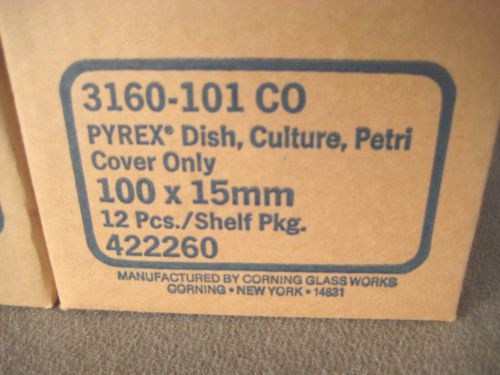 3160-101 CO
PYREX® Dish, Culture, Petri
Cover Only
100 x 15mm
12 Pcs./Shelf Pkg.
422260
MANUFACTURED BY CORNING GLASS WORKS
CORNING • NEW YORK • 14831